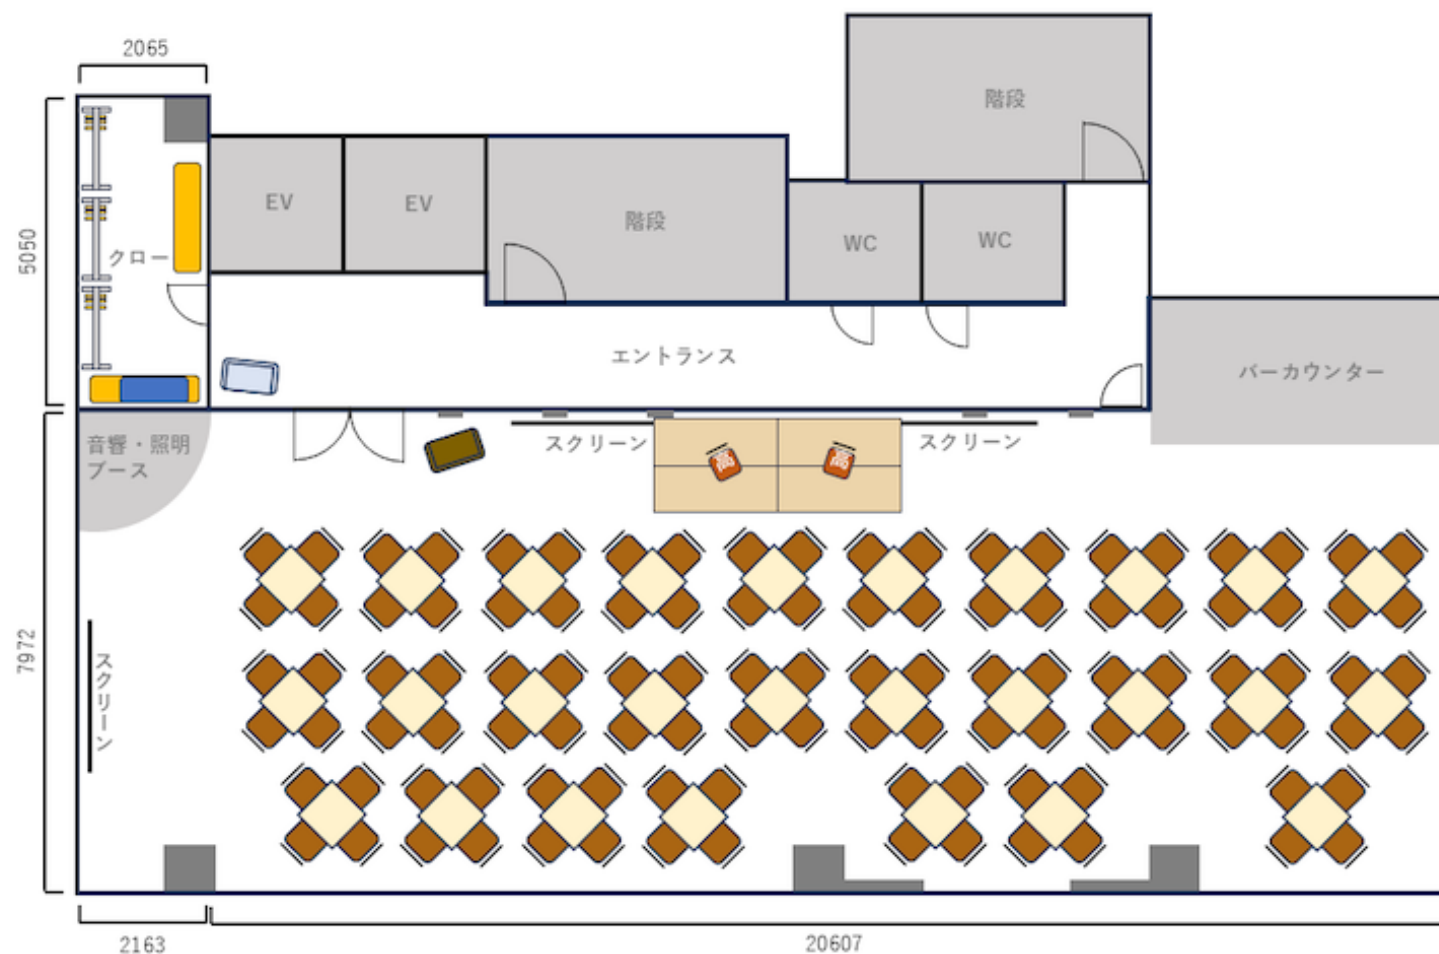 2065
階段
5050
EV
EV
階段
WC
WC
クロー
エントランス
バーカウンター
音響・照明
ブース
スクリーン
スクリーン
高
高
7972
スクリーン
2163
20607